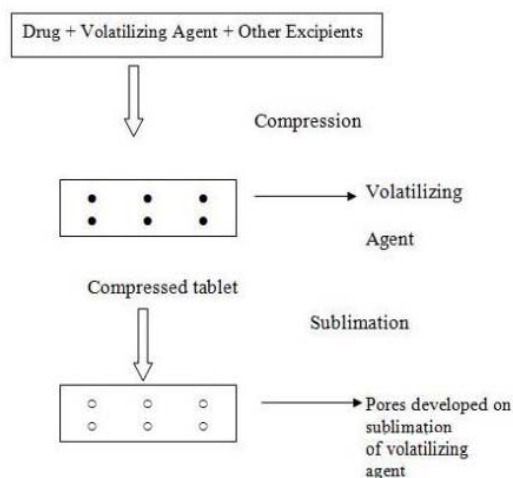 Drug + Volatilizing Agent + Other Excipients
Compression
Volatilizing
Agent
Compressed tablet
Sublimation
Pores developed on
sublimation
of volatilizing
agent